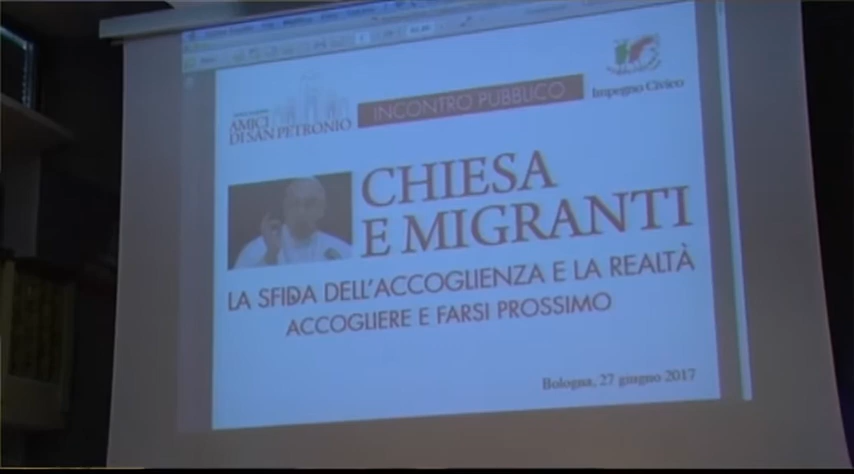 AMICI
DI SAN PETRONIO
INCONTRO PUBBLICO
Impegno Civico
CHIESA
E MIGRANTI
LA SFIDA DELL'ACCOGLIENZA E LA REALTÀ
ACCOGLIERE E FARSI PROSSIMO
Bologna, 27 giugno 2017